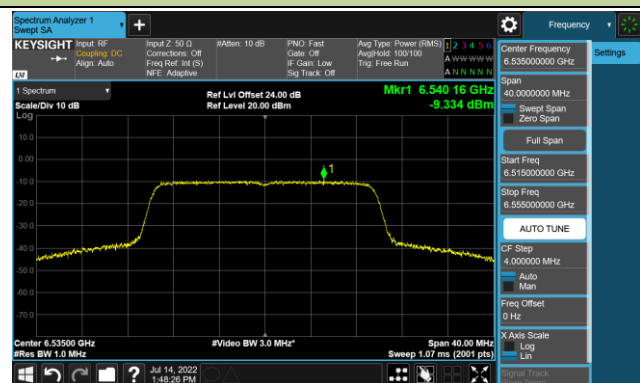 Spectrum Analyzer 1
Swept SA
Frequency
KEYSIGHT
Input: RF
Coupling: DC
Align: Auto
Input Z: 50 Ω
Corrections: Off
Freq Ref: Int (S)
NFE: Adaptive
#Atten: 10 dB
PNO: Fast
Gate: Off
IF Gain: Low
Sig Track: Off
Avg Type: Power (RMS)
Avg|Hold: 100/100
Trig: Free Run
1 2 3 4 5 6
A W W W W W
A N N N N N
LXI
1 Spectrum
Scale/Div 10 dB
Log
Ref Lvl Offset 24.00 dB
Ref Level 20.00 dBm
Mkr1 6.540 16 GHz
-9.334 dBm
10.0
0.00
-10.0
-20.0
-30.0
-40.0
-50.0
-60.0
-70.0
1
Center 6.53500 GHz
#Res BW 1.0 MHz
#Video BW 3.0 MHz*
Span 40.00 MHz
Sweep 1.07 ms (2001 pts)
Jul 14, 2022
1:48:26 PM
Center Frequency
6.535000000 GHz
Settings
Span
40.0000000 MHz
Swept Span
Zero Span
Full Span
Start Freq
6.515000000 GHz
Stop Freq
6.555000000 GHz
AUTO TUNE
CF Step
4.000000 MHz
Auto
Man
Freq Offset
0 Hz
X Axis Scale
Log
Lin
Signal Track